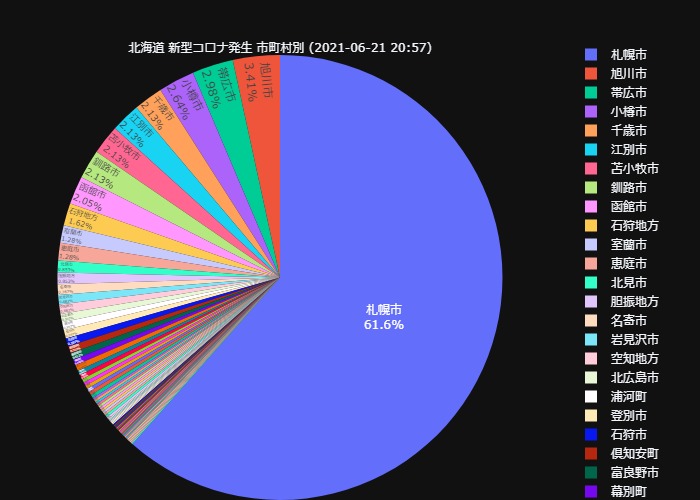 北海道 新型コロナ発生 市町村別 (2021-06-21 20:57)
札幌市
61.6%
旭川市
3.41%
帯広市
2.98%
小樽市
2.64%
千歳市
2.13%
江別市
2.13%
苫小牧市
2.13%
釧路市
2.13%
函館市
2.05%
石狩地方
1.62%
室蘭市
1.28%
恵庭市
1.28%
札幌市
旭川市
帯広市
小樽市
千歳市
江別市
苫小牧市
釧路市
函館市
石狩地方
室蘭市
恵庭市
北見市
胆振地方
名寄市
岩見沢市
空知地方
北広島市
浦河町
登別市
石狩市
倶知安町
富良野市
幕別町